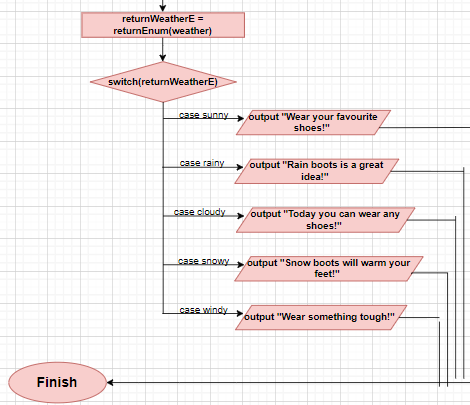 returnWeatherE =
returnEnum(weather)
switch(returnWeatherE)
case sunny
output "Wear your favourite
shoes!"
case rainy
output "Rain boots is a great
idea!"
case cloudy
output "Today you can wear any
shoes!"
case snowy
output "Snow boots will warm your
feet!"
case windy
output "Wear something tough!"
Finish